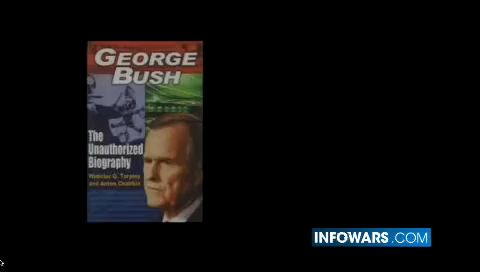 GEORGE
BUSH
The
Unauthorized
Biography
Webster G. Tarpley
and Anton Chaitkin
INFOWARS.COM